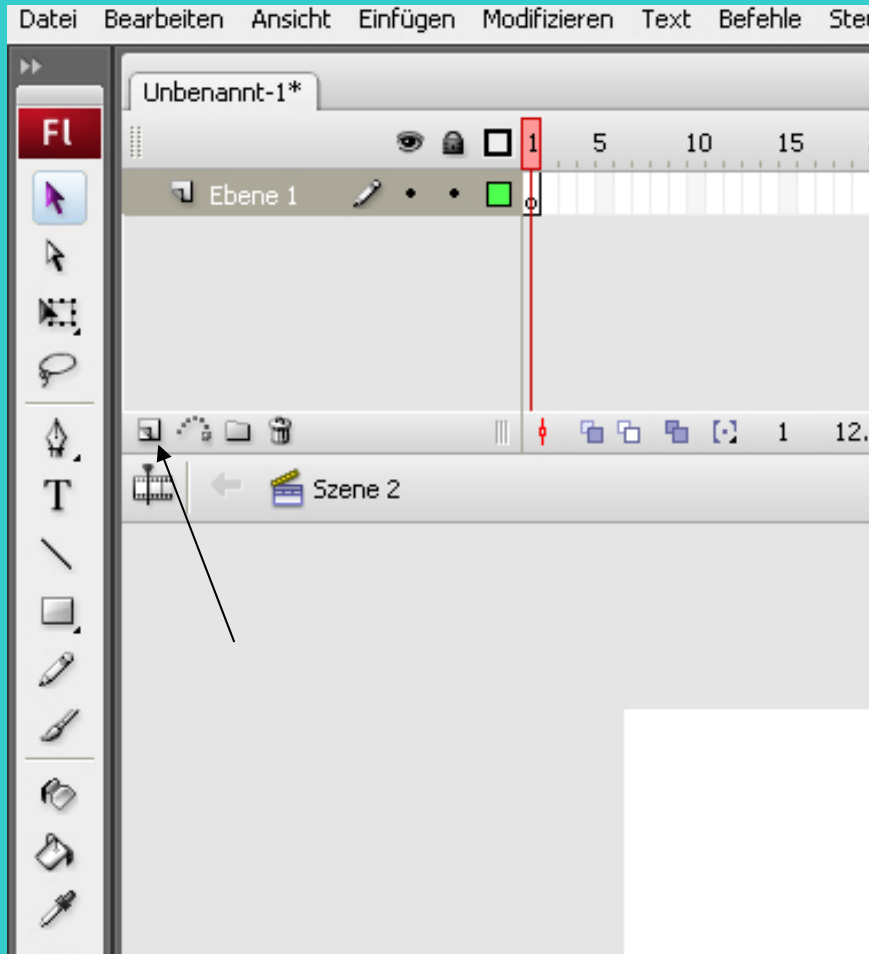 Datei Bearbeiten Ansicht Einfügen Modifizieren Text Befehle
Unbenannt-1*
Fl
1 5 10 15
Ebene 1
1 12.
Szene 2
T